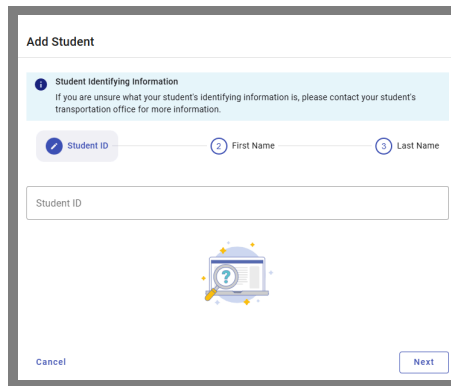 Add Student
Student Identifying Information
If you are unsure what your student's identifying information is, please contact your student's
transportation office for more information.
Student ID
2 First Name
3 Last Name
Student ID
?
Cancel
Next